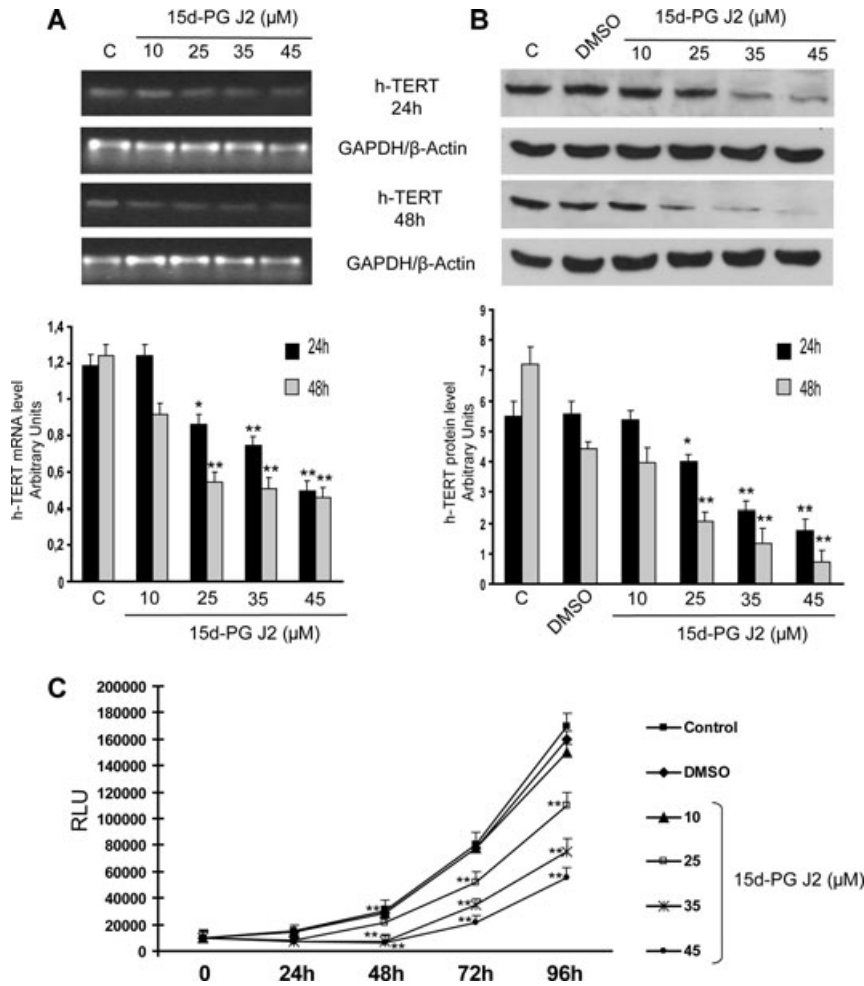 A
15d-PG J2 (µM)
C 10 25 35 45
h-TERT
24h
GAPDH/β-Actin
h-TERT
48h
GAPDH/β-Actin
B
15d-PG J2 (µM)
C DMSO 10 25 35 45
h-TERT mRNA level
Arbitrary Units
1,4
1,2
1
0,8
0,6
0,4
0,2
0
24h
48h
*
**
**
**
** **
C 10 25 35 45
15d-PG J2 (µM)
h-TERT protein level
Arbitrary Units
9
8
7
6
5
4
3
2
1
0
24h
48h
*
**
**
**
**
**
C DMSO 10 25 35 45
15d-PG J2 (µM)
C
RLU
200000
180000
160000
140000
120000
100000
80000
60000
40000
20000
0
**
**
**
**
**
**
**
**
**
0 24h 48h 72h 96h
Control
DMSO
10
25
35
45
15d-PG J2 (µM)